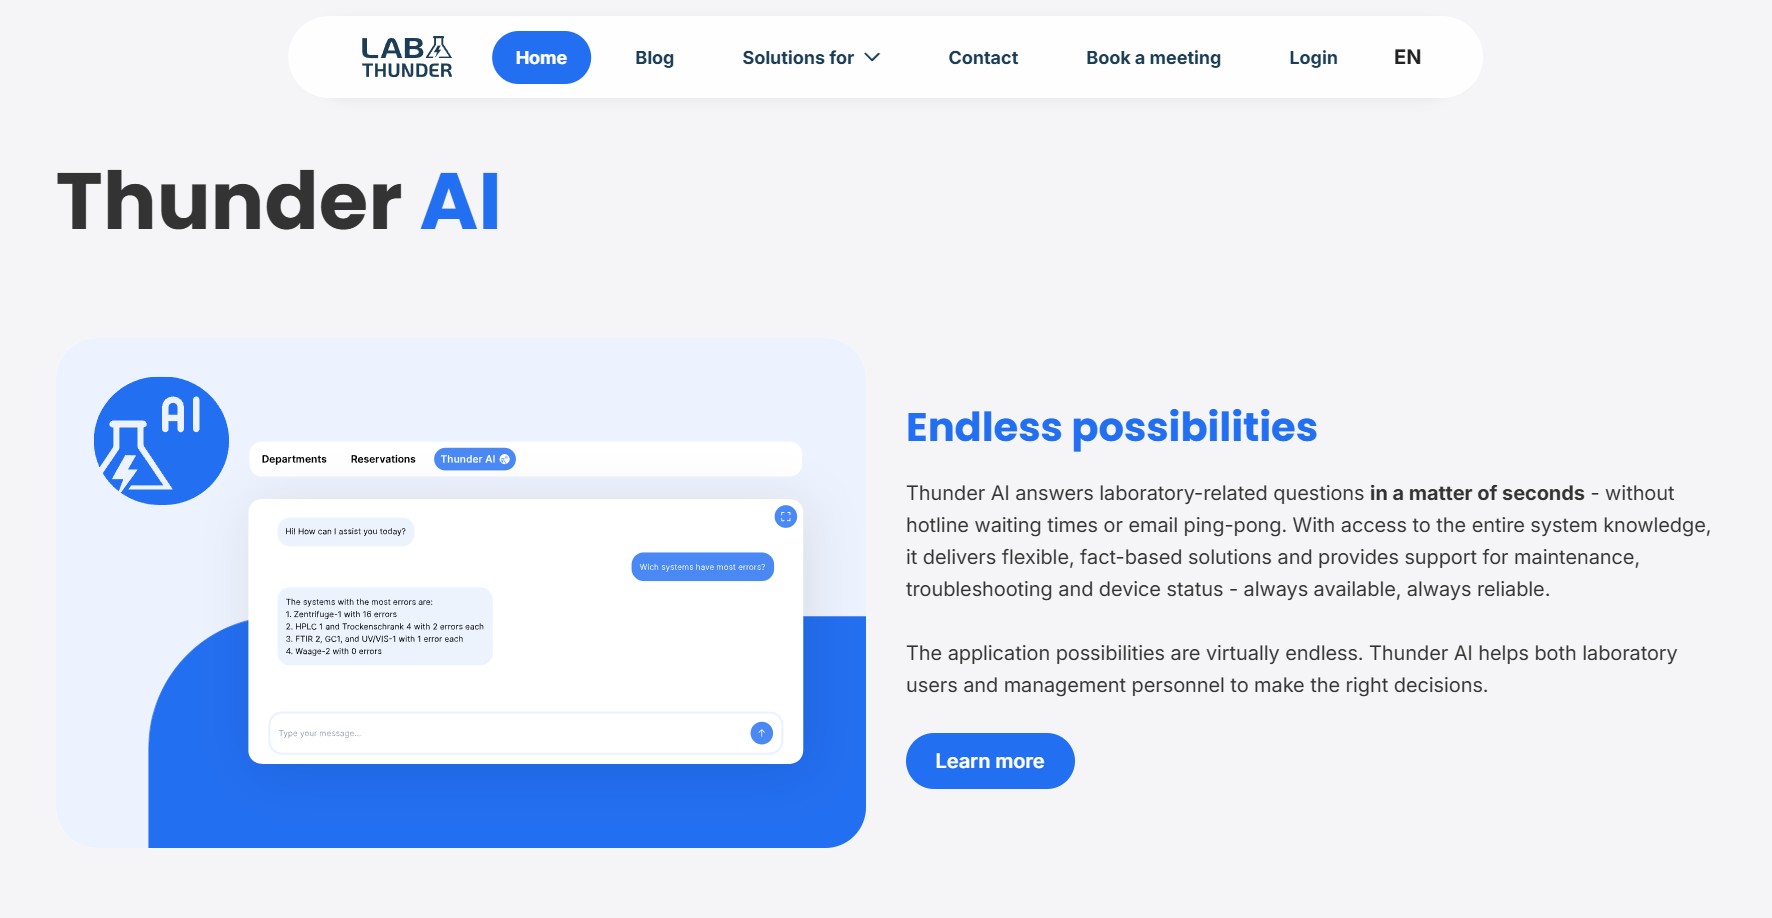 LAB
THUNDER
Home
Blog
Solutions for
Contact
Book a meeting
Login
EN
Thunder AI
AI
Departments
Reservations
Thunder AI
Hi! How can I assist you today?
Wich systems have most errors?
The systems with the most errors are:
1. Zentrifuge-1 with 16 errors
2. HPLC 1 and Trockenschrank 4 with 2 errors each
3. FTIR 2, GC1, and UV/VIS-1 with 1 error each
4. Waage-2 with 0 errors
Type your message...
Endless possibilities
Thunder AI answers laboratory-related questions in a matter of seconds - without
hotline waiting times or email ping-pong. With access to the entire system knowledge,
it delivers flexible, fact-based solutions and provides support for maintenance,
troubleshooting and device status - always available, always reliable.
The application possibilities are virtually endless. Thunder AI helps both laboratory
users and management personnel to make the right decisions.
Learn more